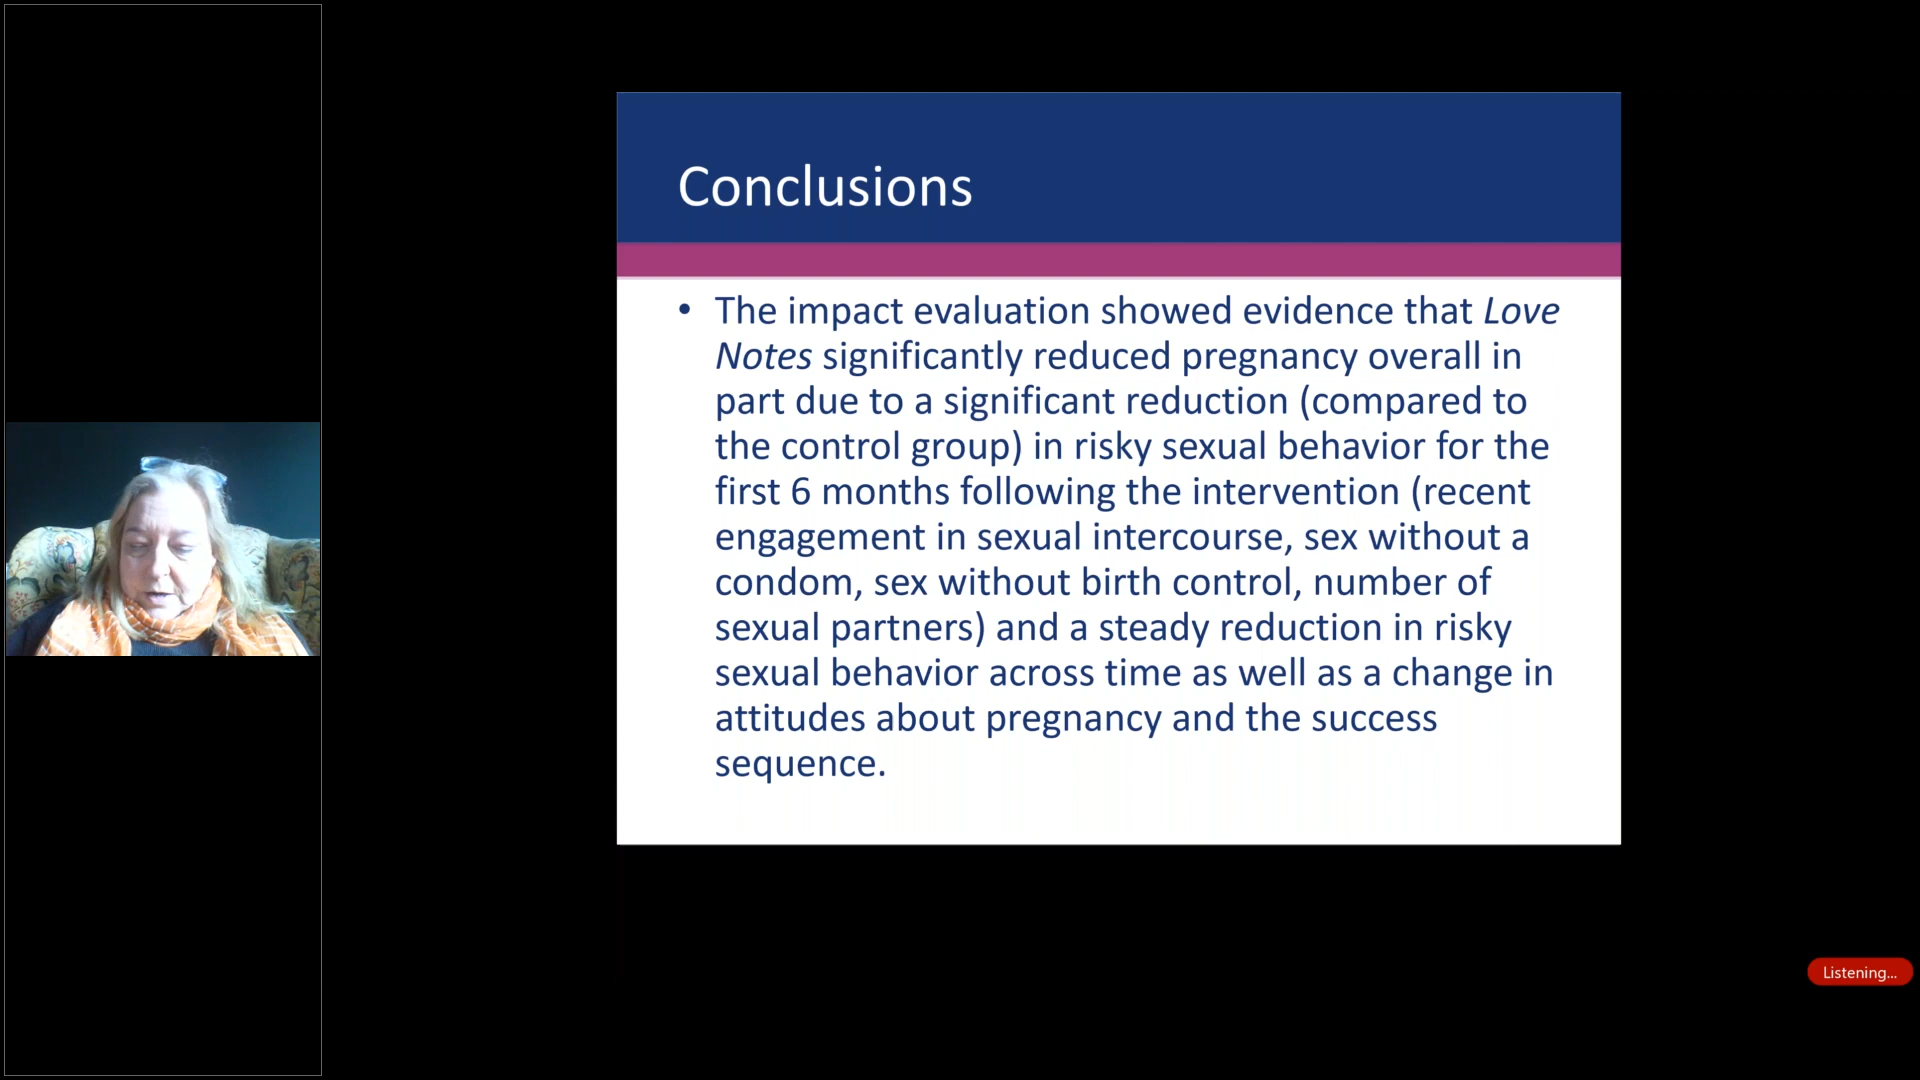 Conclusions
• The impact evaluation showed evidence that Love
Notes significantly reduced pregnancy overall in
part due to a significant reduction (compared to
the control group) in risky sexual behavior for the
first 6 months following the intervention (recent
engagement in sexual intercourse, sex without a
condom, sex without birth control, number of
sexual partners) and a steady reduction in risky
sexual behavior across time as well as a change in
attitudes about pregnancy and the success
sequence.
Listening...